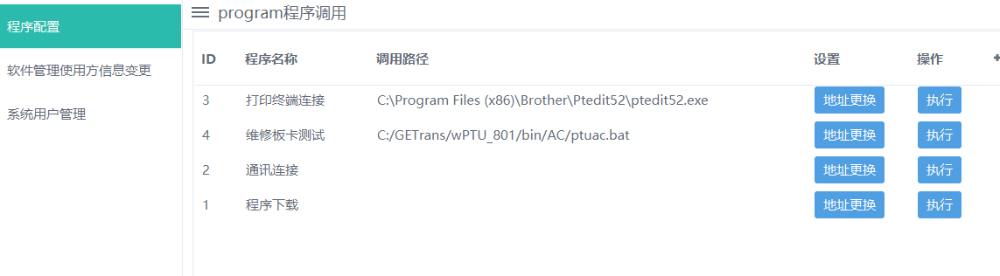 program程序调用
程序配置
软件管理使用方信息变更
系统用户管理
ID 程序名称 调用路径 设置 操作
3 打印终端连接 C:\Program Files (x86)\Brother\Ptedit52\ptedit52.exe 地址更换 执行
4 维修板卡测试 C:/GETrans/wPTU_801/bin/AC/ptuac.bat 地址更换 执行
2 通讯连接 地址更换 执行
1 程序下载 地址更换 执行